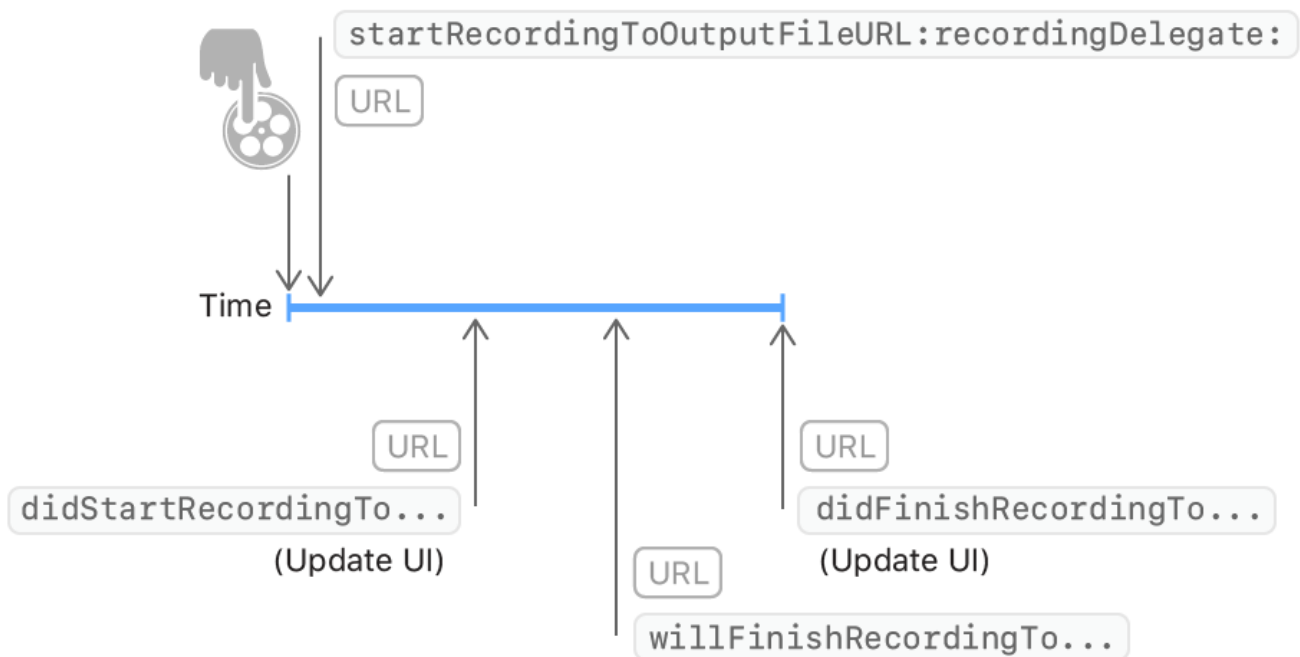 startRecordingToOutputFileURL:recordingDelegate:
URL
Time
URL
URL
didStartRecordingTo...
didFinishRecordingTo...
(Update UI)
(Update UI)
URL
willFinishRecordingTo...